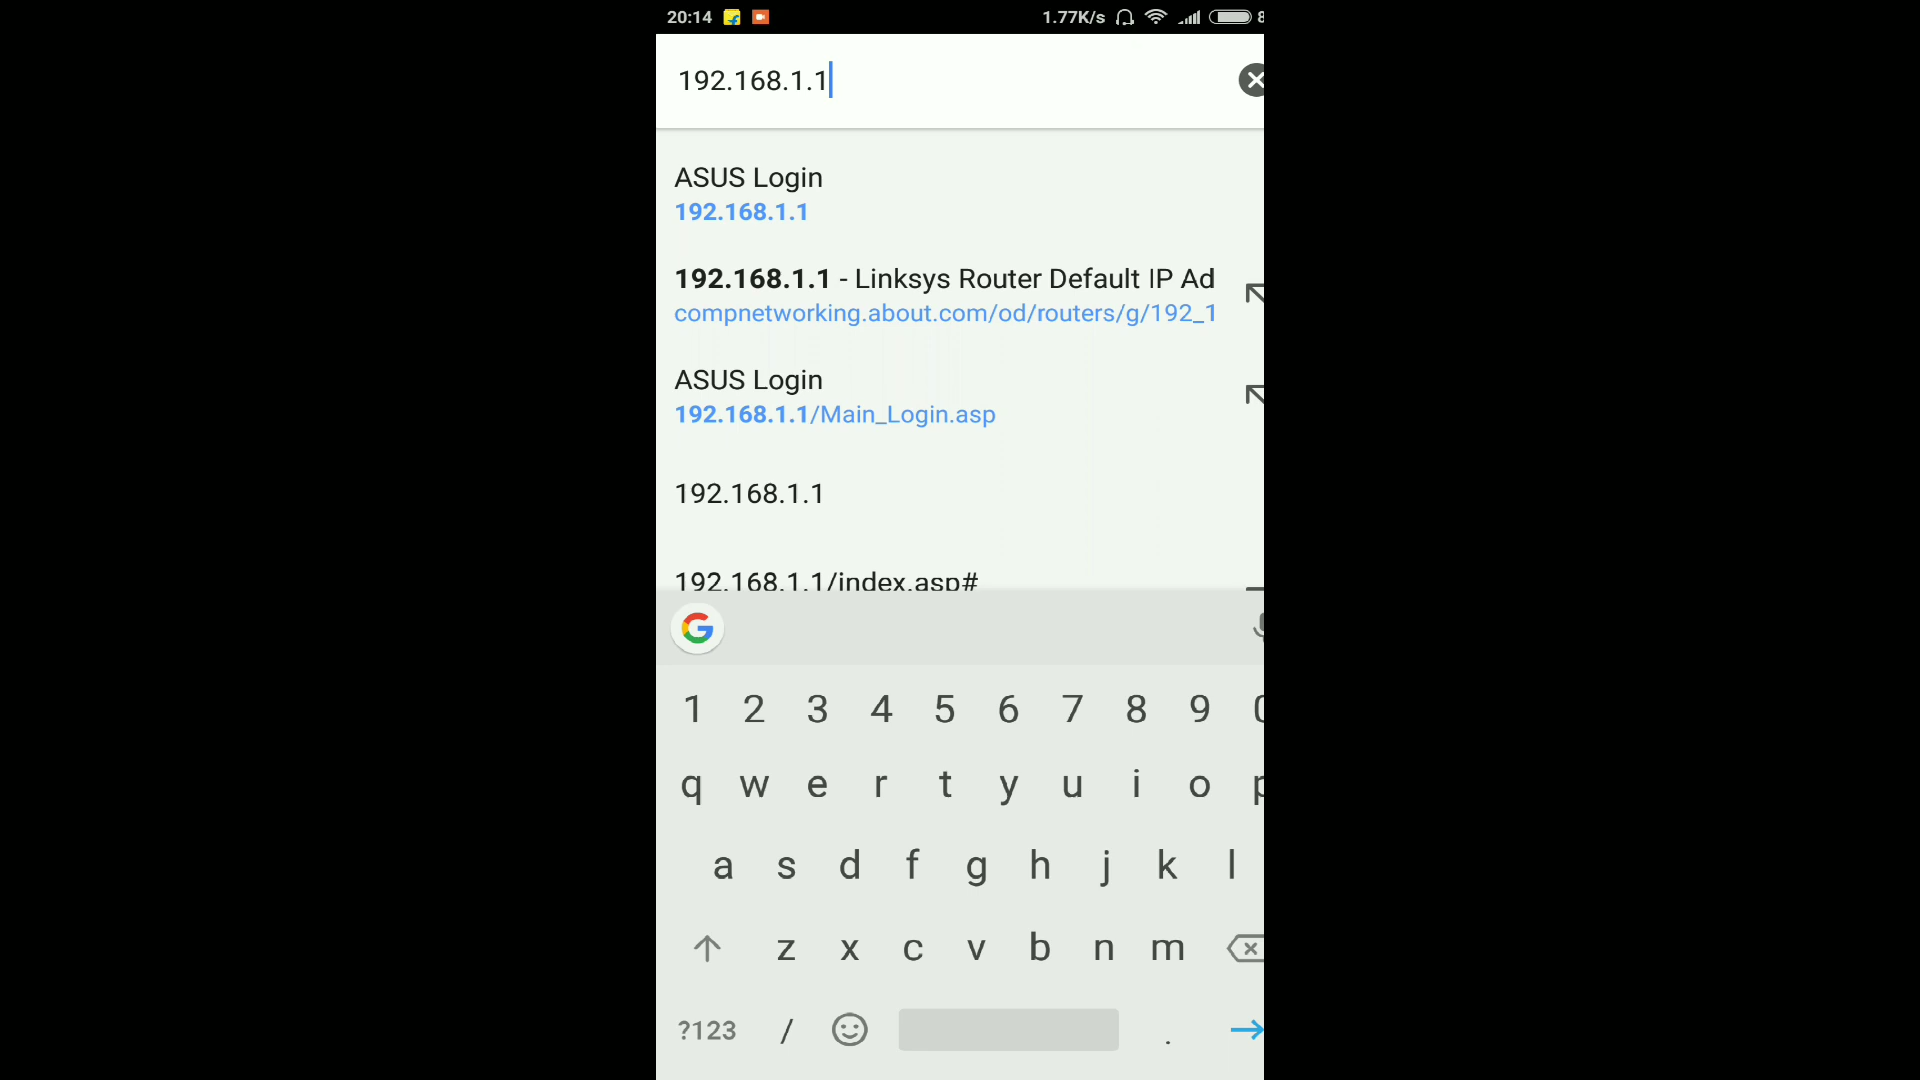 20:14 1.77K/s 8
192.168.1.1
ASUS Login
192.168.1.1
192.168.1.1 - Linksys Router Default IP Ad
compnetworking.about.com/od/routers/g/192_1
ASUS Login
192.168.1.1/Main_Login.asp
192.168.1.1
192.168.1.1/index.asp#
G
1 2 3 4 5 6 7 8 9 0
q w e r t y u i o p
a s d f g h j k l
z x c v b n m
?123 / .